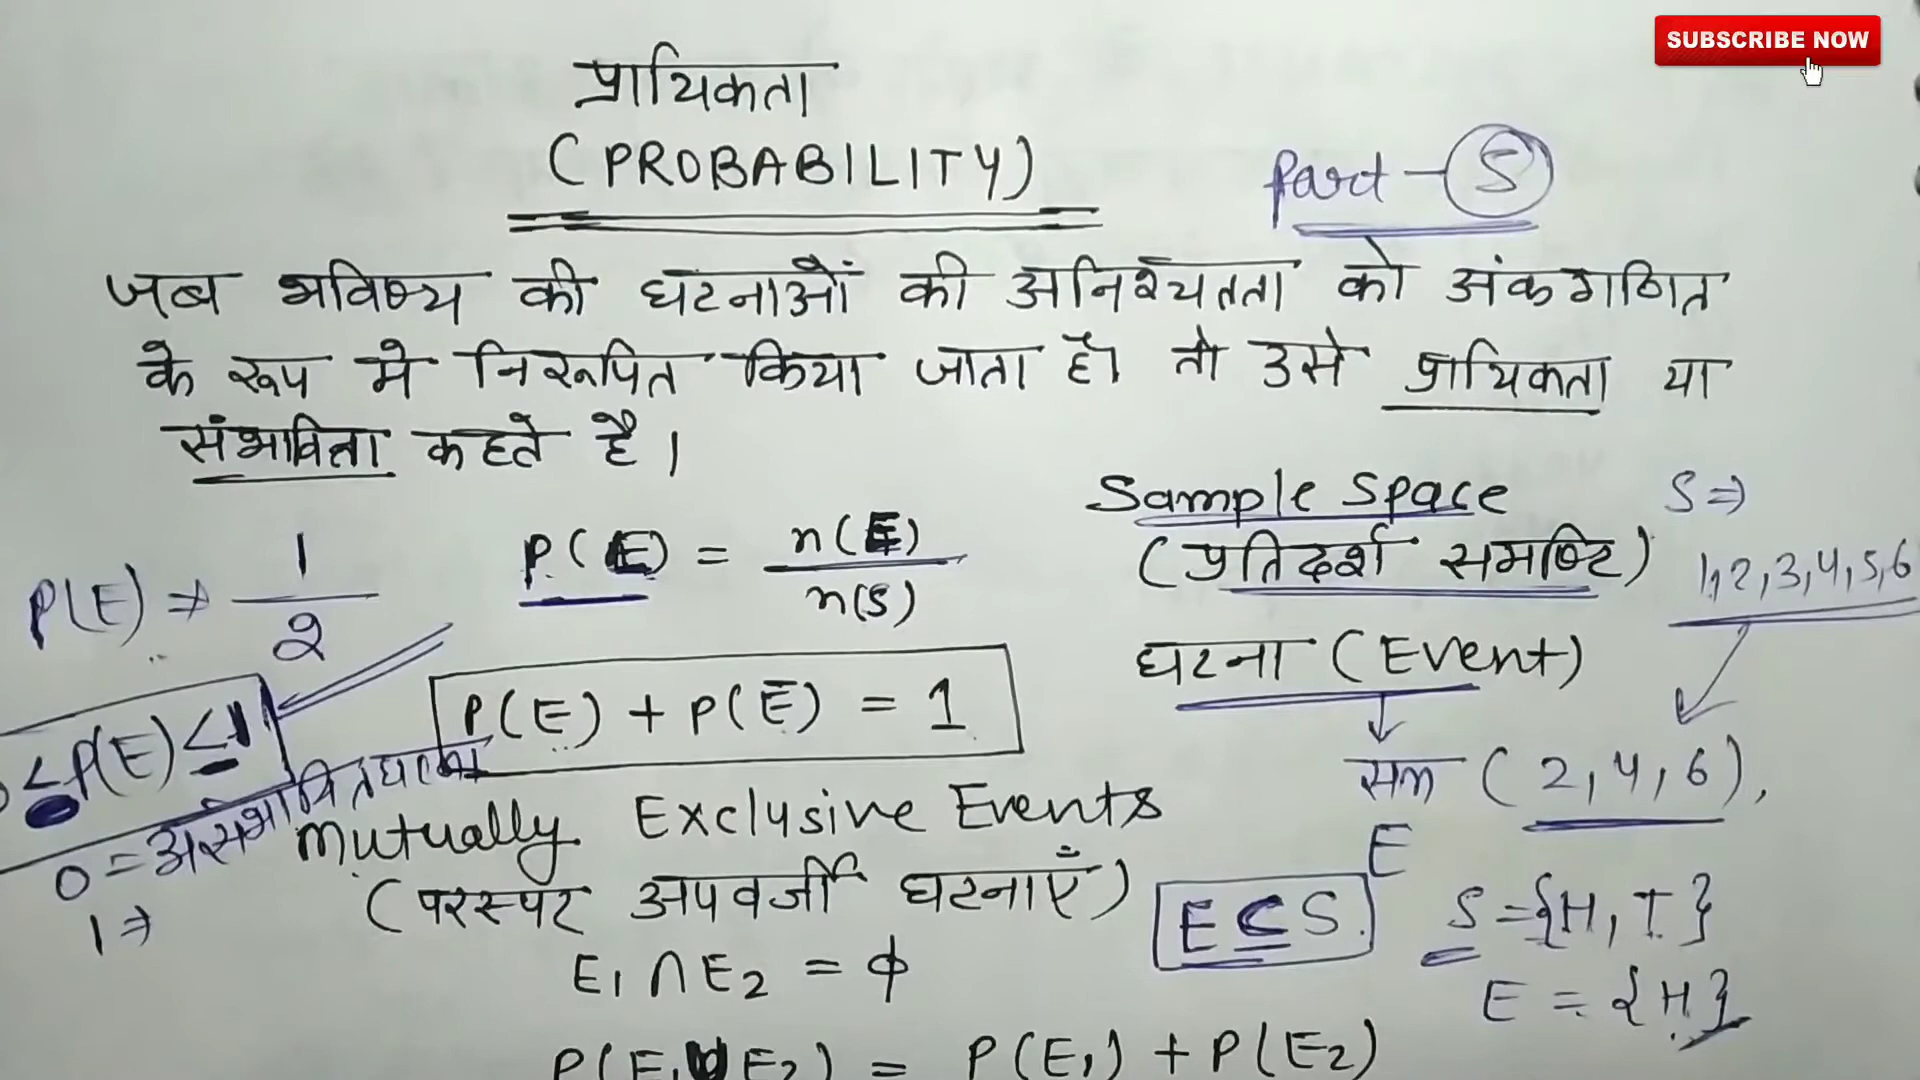 SUBSCRIBE NOW
प्रायिकता
(PROBABILITY)
Part - 5
जब भविष्य की घटनाओं की अनिश्चितता को अंकगणित
के रूप मे निरूपित किया जाता है तो उसे प्रायिकता या
संभाविता कहते है।
Sample Space
(प्रतिदर्श समष्टि)
S ⇒
1,2,3,4,5,6
P(E) ⇒ 1/2
P(E) = n(E)/n(S)
घटना (Event)
P(E) + P(Ē) = 1
≤ P(E) ≤ 1
सम (2,4,6),
E
0 = असंभावित घटना
1 ⇒
Mutually Exclusive Events
(परस्पर अपवर्जी घटनाएँ)
E ⊆ S
S = {H, T}
E = {H}
E₁ ∩ E₂ = ϕ
P(E₁ ∪ E₂) = P(E₁) + P(E₂)